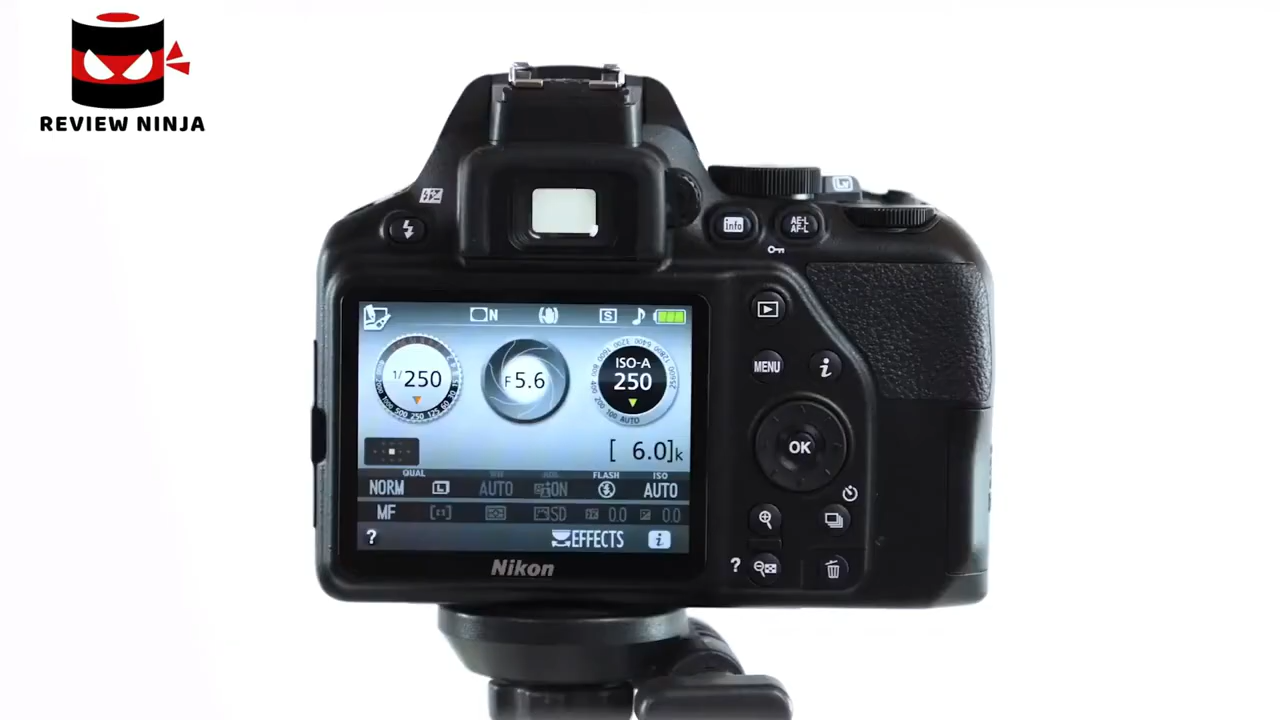 REVIEW NINJA
Lv
info
AE-L
AF-L
N
S
1/250
F5.6
ISO-A
250
[ 6.0]k
QUAL
FLASH
ISO
NORM
L
AUTO
ON
AUTO
MF
SD
0.0
0.0
?
EFFECTS
i
Nikon
MENU
i
OK
?